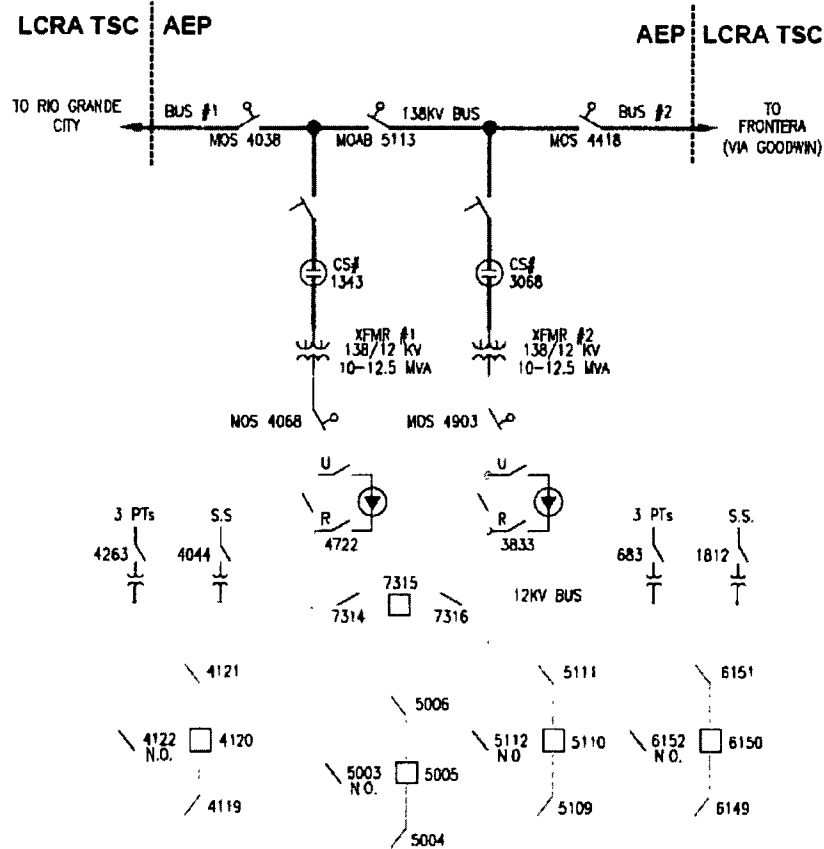 LCRA TSC AEP
AEP LCRA TSC
TO RIO GRANDE
CITY
BUS #1
138KV BUS
BUS #2
TO
FRONTERA
(VIA GOODWIN)
MOS 4038
MOAB 5113
MOS 4418
CS#
1343
CS#
3068
XFMR #1
138/12 KV
10-12.5 MVA
XFMR #2
138/12 KV
10-12.5 MVA
MOS 4068
MOS 4903
U
R
4722
U
R
3833
3 PTs
4263
S.S
4044
3 PTs
683
S.S.
1812
7315
7314
7316
12KV BUS
4121
4122
N.O.
4120
4119
5006
5003
N O.
5005
5004
5111
5112
N O
5110
5109
6151
6152
N.O.
6150
6149